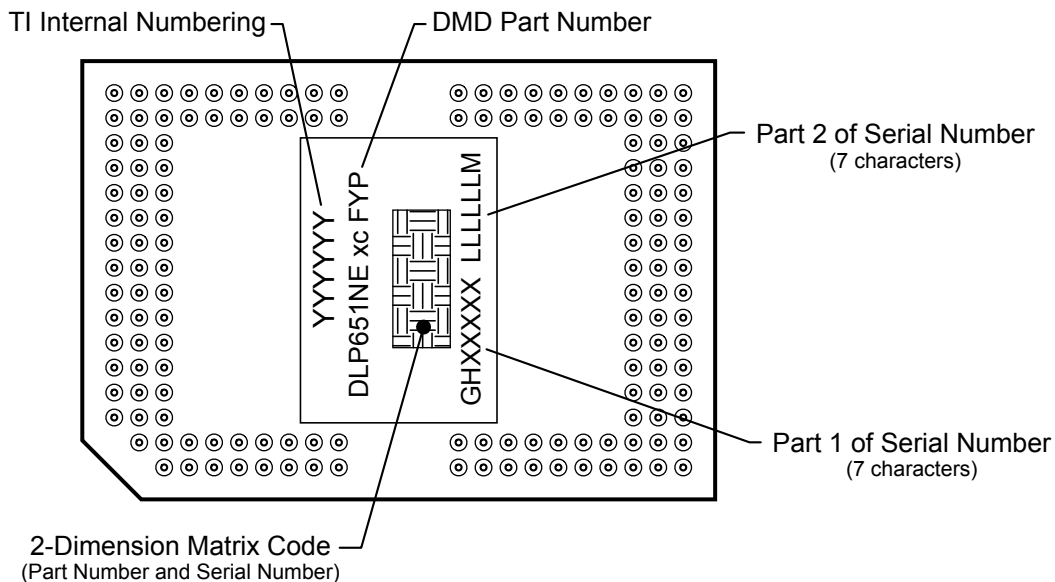 TI Internal Numbering
DMD Part Number
Part 2 of Serial Number
(7 characters)
YYYYYYY
DLP651NE xc FYP
GHXXXXX LLLLLLM
Part 1 of Serial Number
(7 characters)
2-Dimension Matrix Code
(Part Number and Serial Number)